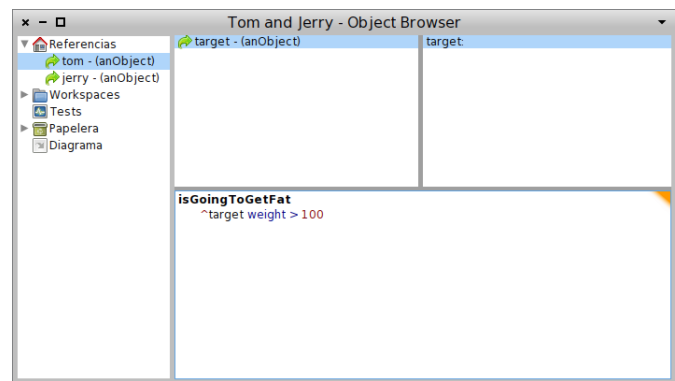 Tom and Jerry - Object Browser
Referencias
tom - (anObject)
jerry - (anObject)
Workspaces
Tests
Papelera
Diagrama
target - (anObject)
target:
isGoingToGetFat
^target weight > 100